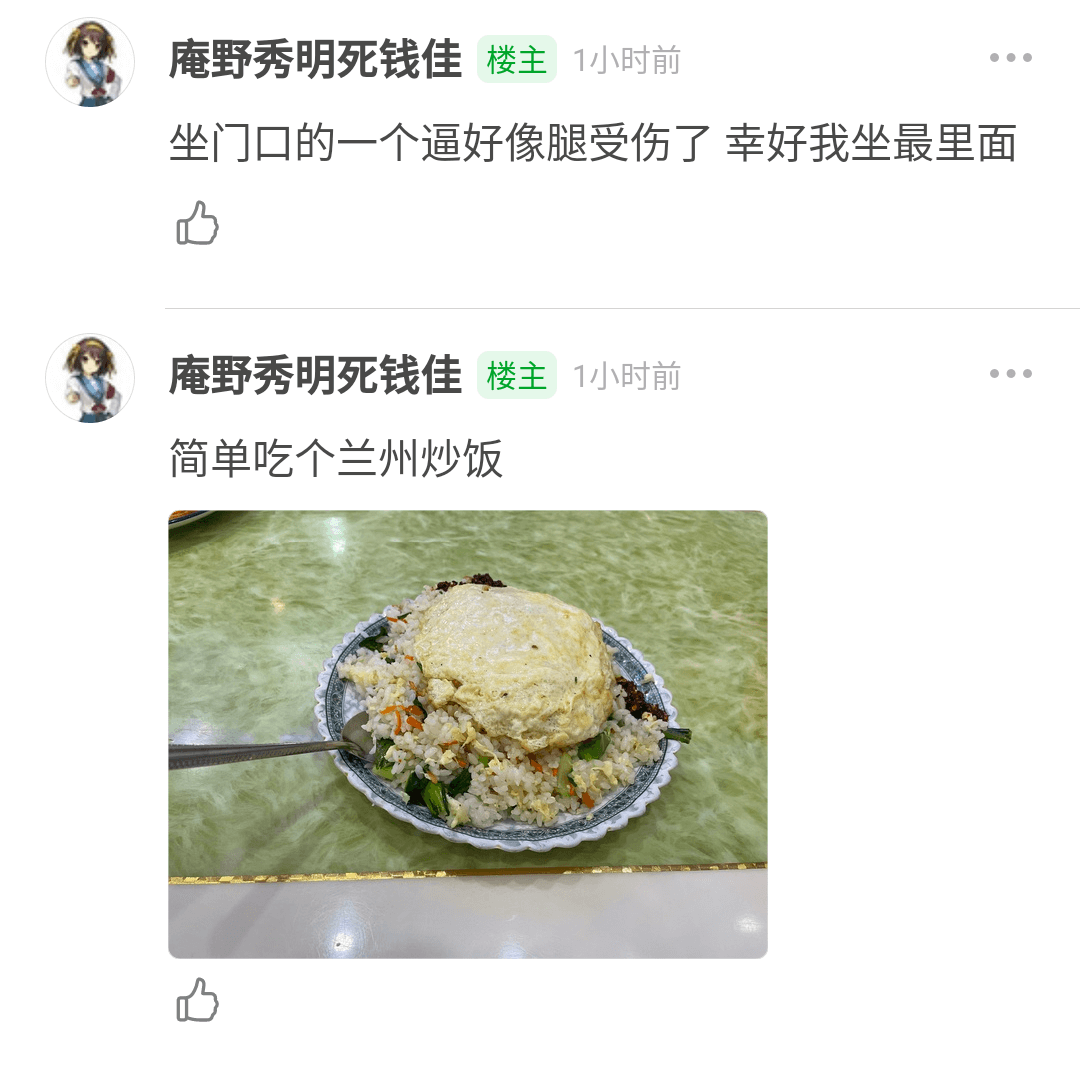 庵野秀明死钱佳 楼主 1小时前
坐门口的一个逼好像腿受伤了 幸好我坐最里面
庵野秀明死钱佳 楼主 1小时前
简单吃个兰州炒饭